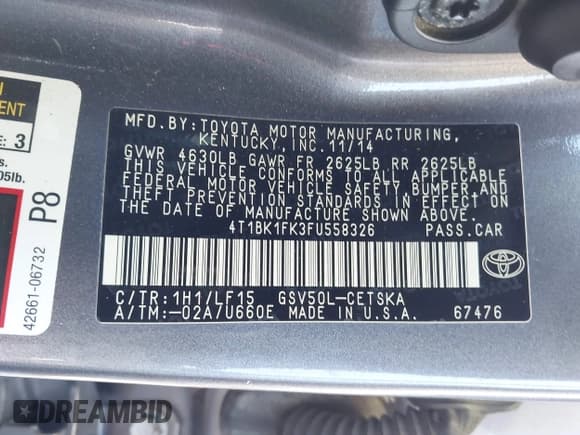 MFD. BY: TOYOTA MOTOR MANUFACTURING,
KENTUCKY, INC. 11/14
GVWR 4630LB GAWR FR 2625LB RR 2625LB
THIS VEHICLE CONFORMS TO ALL APPLICABLE
FEDERAL MOTOR VEHICLE SAFETY, BUMPER, AND
THEFT PREVENTION STANDARDS IN EFFECT ON
THE DATE OF MANUFACTURE SHOWN ABOVE.
4T1BK1FK3FU558326 PASS. CAR
C/TR: 1H1/LF15 GSV50L-CETSKA
A/TM: -02A/U660E MADE IN U.S.A. 67476
3
05lb.
P8
42661-06732
DREAMBID